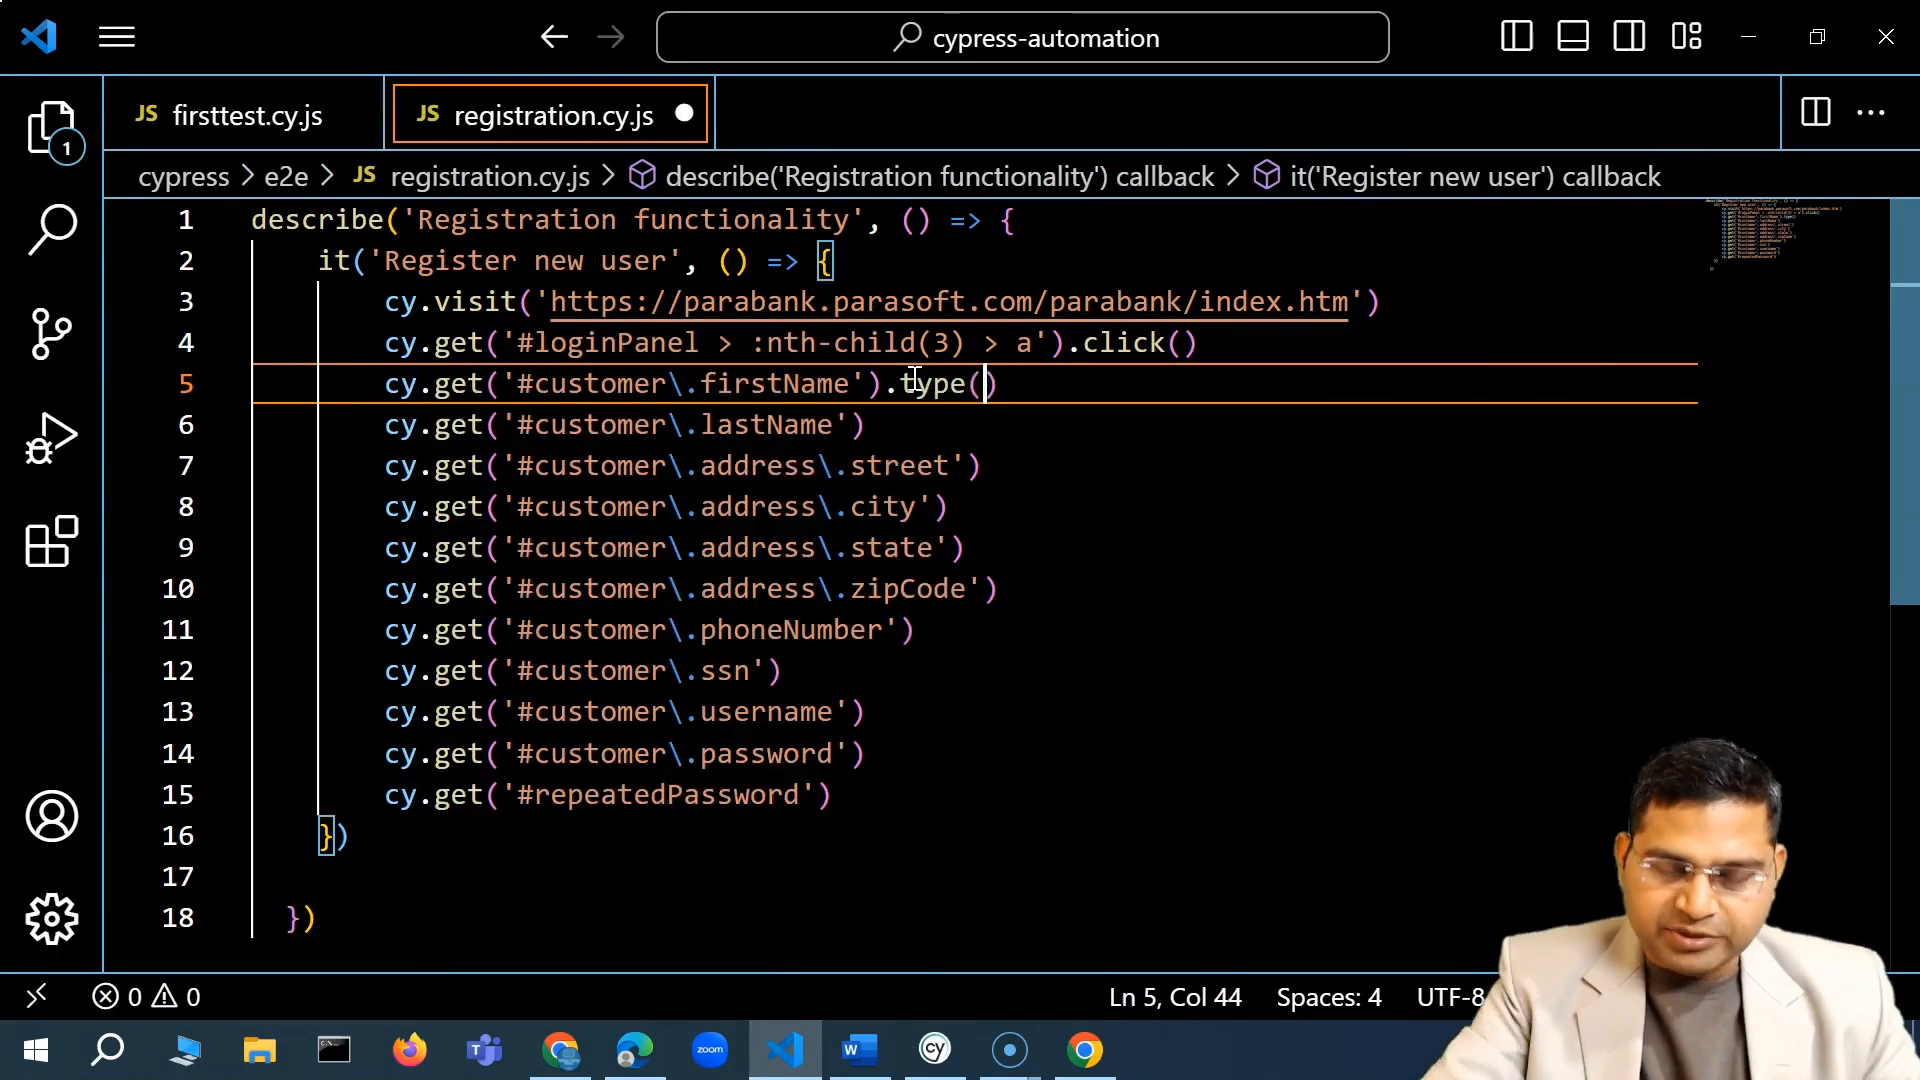 cypress-automation
JS firsttest.cy.js
JS registration.cy.js
1
cypress > e2e > JS registration.cy.js > describe('Registration functionality') callback > it('Register new user') callback
1 describe('Registration functionality', () => {
2 it('Register new user', () => {
3 cy.visit('https://parabank.parasoft.com/parabank/index.htm')
4 cy.get('#loginPanel > :nth-child(3) > a').click()
5 cy.get('#customer\.firstName').type()
6 cy.get('#customer\.lastName')
7 cy.get('#customer\.address\.street')
8 cy.get('#customer\.address\.city')
9 cy.get('#customer\.address\.state')
10 cy.get('#customer\.address\.zipCode')
11 cy.get('#customer\.phoneNumber')
12 cy.get('#customer\.ssn')
13 cy.get('#customer\.username')
14 cy.get('#customer\.password')
15 cy.get('#repeatedPassword')
16 })
17
18 })
0 0
Ln 5, Col 44 Spaces: 4 UTF-8
zoom
W
cy